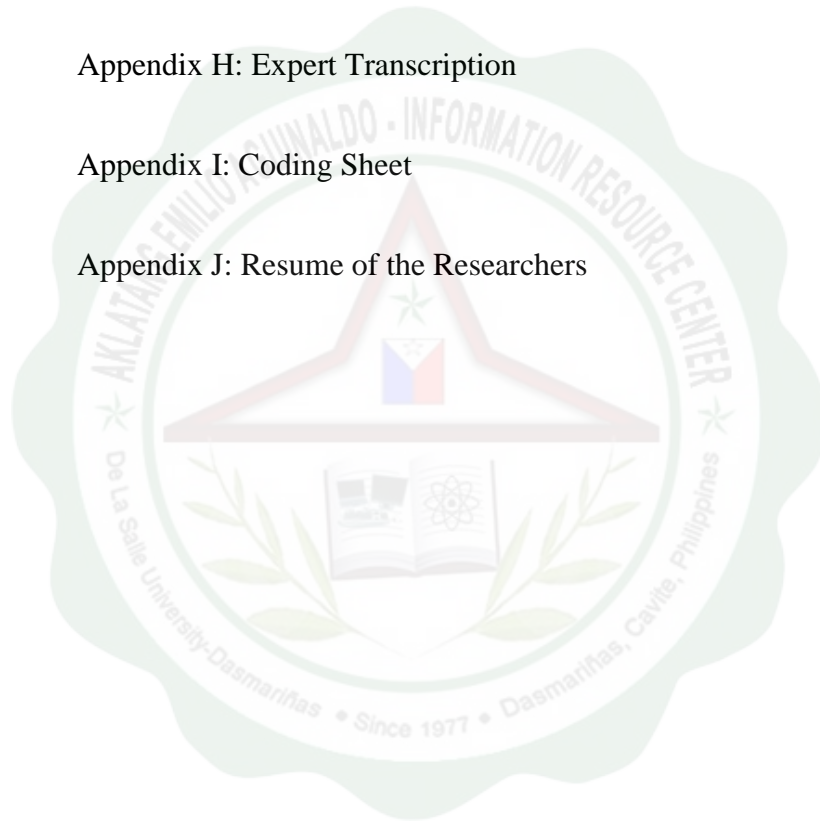 Appendix H: Expert Transcription
Appendix I: Coding Sheet
Appendix J: Resume of the Researchers
AKLATANG EMILIO AGUINALDO - INFORMATION RESOURCE CENTER
De La Salle University-Dasmariñas • Since 1977 • Dasmariñas, Cavite, Philippines